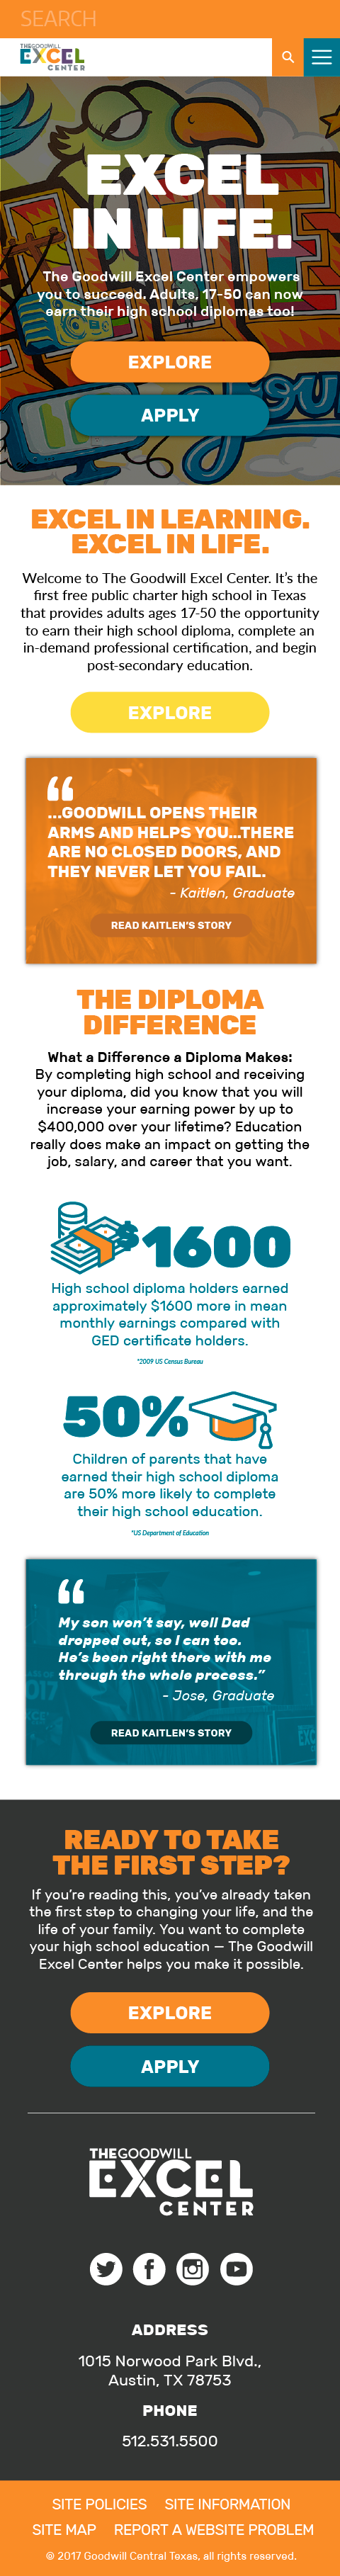 SEARCH
THE GOODWILL
EXCEL
CENTER
EXCEL
IN LIFE.
The Goodwill Excel Center empowers
you to succeed. Adults, 17-50 can now
earn their high school diplomas too!
EXPLORE
APPLY
EXCEL IN LEARNING.
EXCEL IN LIFE.
Welcome to The Goodwill Excel Center. It's the
first free public charter high school in Texas
that provides adults ages 17-50 the opportunity
to earn their high school diploma, complete an
in-demand professional certification, and begin
post-secondary education.
EXPLORE
“
...GOODWILL OPENS THEIR
ARMS AND HELPS YOU...THERE
ARE NO CLOSED DOORS, AND
THEY NEVER LET YOU FAIL.
- Kaitlen, Graduate
READ KAITLEN'S STORY
THE DIPLOMA
DIFFERENCE
What a Difference a Diploma Makes:
By completing high school and receiving
your diploma, did you know that you will
increase your earning power by up to
$400,000 over your lifetime? Education
really does make an impact on getting the
job, salary, and career that you want.
$1600
High school diploma holders earned
approximately $1600 more in mean
monthly earnings compared with
GED certificate holders.
*2009 US Census Bureau
50%
Children of parents that have
earned their high school diploma
are 50% more likely to complete
their high school education.
*US Department of Education
“
My son won't say, well Dad
dropped out, so I can too.
He's been right there with me
through the whole process.”
- Jose, Graduate
READ KAITLEN'S STORY
READY TO TAKE
THE FIRST STEP?
If you're reading this, you've already taken
the first step to changing your life, and the
life of your family. You want to complete
your high school education — The Goodwill
Excel Center helps you make it possible.
EXPLORE
APPLY
THE GOODWILL
EXCEL
CENTER
ADDRESS
1015 Norwood Park Blvd.,
Austin, TX 78753
PHONE
512.531.5500
SITE POLICIES SITE INFORMATION
SITE MAP REPORT A WEBSITE PROBLEM
© 2017 Goodwill Central Texas, all rights reserved.